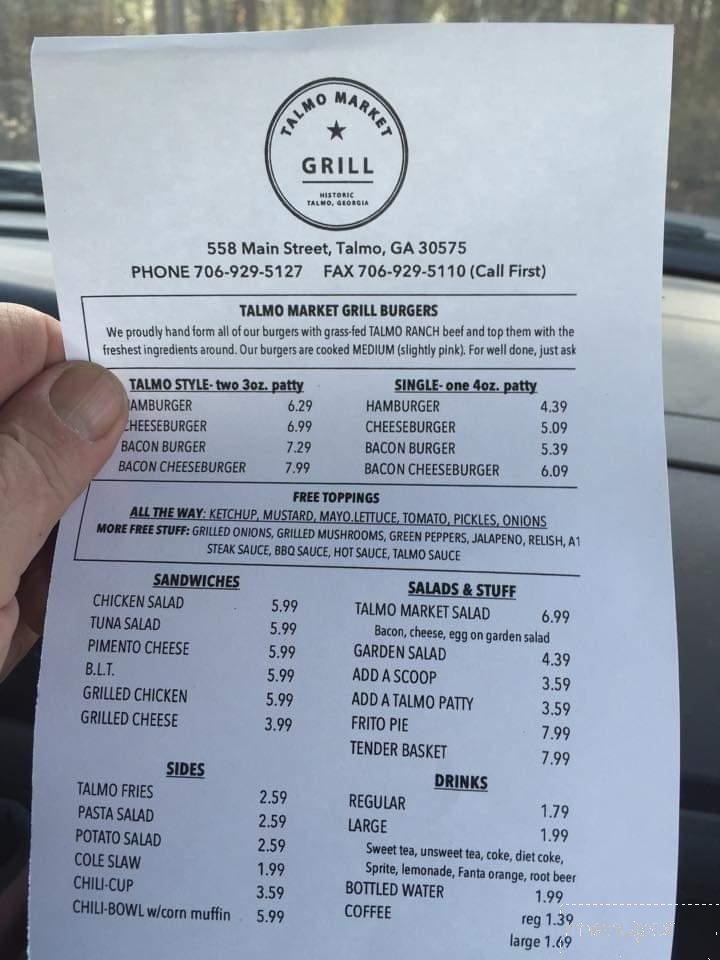 TALMO MARKET
GRILL
HISTORIC
TALMO, GEORGIA
558 Main Street, Talmo, GA 30575
PHONE 706-929-5127 FAX 706-929-5110 (Call First)
TALMO MARKET GRILL BURGERS
We proudly hand form all of our burgers with grass-fed TALMO RANCH beef and top them with the
freshest ingredients around. Our burgers are cooked MEDIUM (slightly pink). For well done, just ask
TALMO STYLE- two 3oz. patty
HAMBURGER 6.29
CHEESEBURGER 6.99
BACON BURGER 7.29
BACON CHEESEBURGER 7.99
SINGLE- one 4oz. patty
HAMBURGER 4.39
CHEESEBURGER 5.09
BACON BURGER 5.39
BACON CHEESEBURGER 6.09
FREE TOPPINGS
ALL THE WAY: KETCHUP, MUSTARD, MAYO.LETTUCE, TOMATO, PICKLES, ONIONS
MORE FREE STUFF: GRILLED ONIONS, GRILLED MUSHROOMS, GREEN PEPPERS, JALAPENO, RELISH, A1
STEAK SAUCE, BBQ SAUCE, HOT SAUCE, TALMO SAUCE
SANDWICHES
CHICKEN SALAD 5.99
TUNA SALAD 5.99
PIMENTO CHEESE 5.99
B.L.T. 5.99
GRILLED CHICKEN 5.99
GRILLED CHEESE 3.99
SIDES
TALMO FRIES 2.59
PASTA SALAD 2.59
POTATO SALAD 2.59
COLE SLAW 1.99
CHILI-CUP 3.59
CHILI-BOWL w/corn muffin 5.99
SALADS & STUFF
TALMO MARKET SALAD 6.99
Bacon, cheese, egg on garden salad
GARDEN SALAD 4.39
ADD A SCOOP 3.59
ADD A TALMO PATTY 3.59
FRITO PIE 7.99
TENDER BASKET 7.99
DRINKS
REGULAR 1.79
LARGE 1.99
Sweet tea, unsweet tea, coke, diet coke,
Sprite, lemonade, Fanta orange, root beer
BOTTLED WATER 1.99
COFFEE reg 1.39
large 1.69